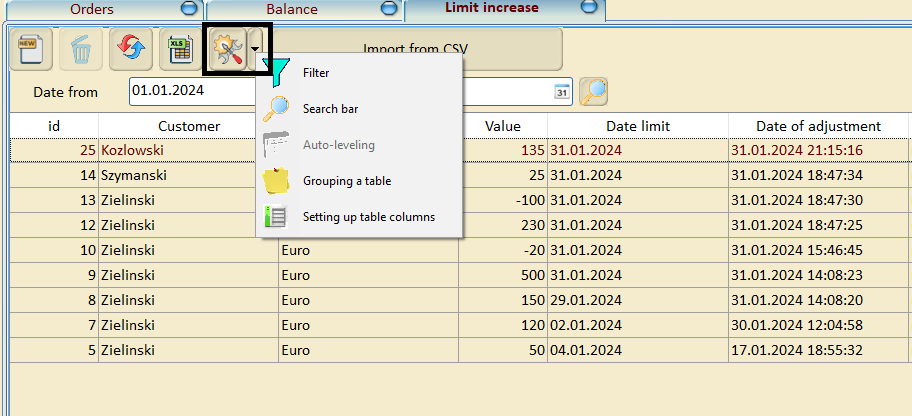 Orders Balance Limit increase
NEW XLS Import from CSV
Filter
Date from 01.01.2024 31
Search bar
id Customer Value Date limit Date of adjustment
Auto-leveling
25 Kozlowski 135 31.01.2024 31.01.2024 21:15:16
14 Szymanski 25 31.01.2024 31.01.2024 18:47:34
Grouping a table
13 Zielinski -100 31.01.2024 31.01.2024 18:47:30
Setting up table columns
12 Zielinski 230 31.01.2024 31.01.2024 18:47:25
10 Zielinski Euro -20 31.01.2024 31.01.2024 15:46:45
9 Zielinski Euro 500 31.01.2024 31.01.2024 14:08:23
8 Zielinski Euro 150 29.01.2024 31.01.2024 14:08:20
7 Zielinski Euro 120 02.01.2024 30.01.2024 12:04:58
5 Zielinski Euro 50 04.01.2024 17.01.2024 18:55:32